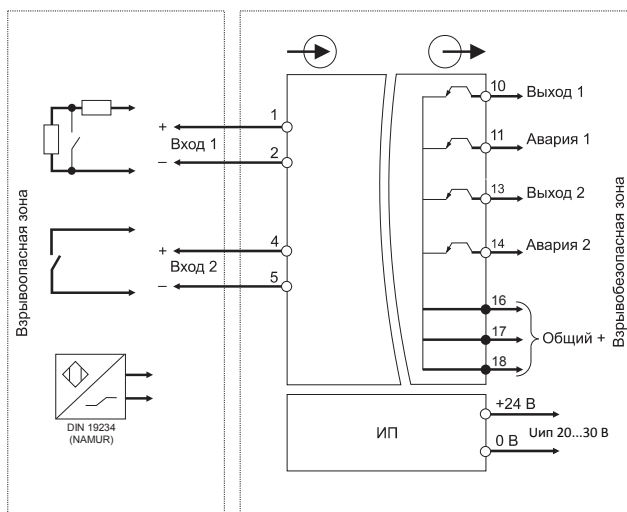 Взрывоопасная зона
DIN 19234
(NAMUR)
+
Вход 1
–
+
Вход 2
–
1
2
4
5
10
Выход 1
11
Авария 1
13
Выход 2
14
Авария 2
16
17
Общий +
18
ИП
+24 В
0 В
Uип 20...30 В
Взрывобезопасная зона